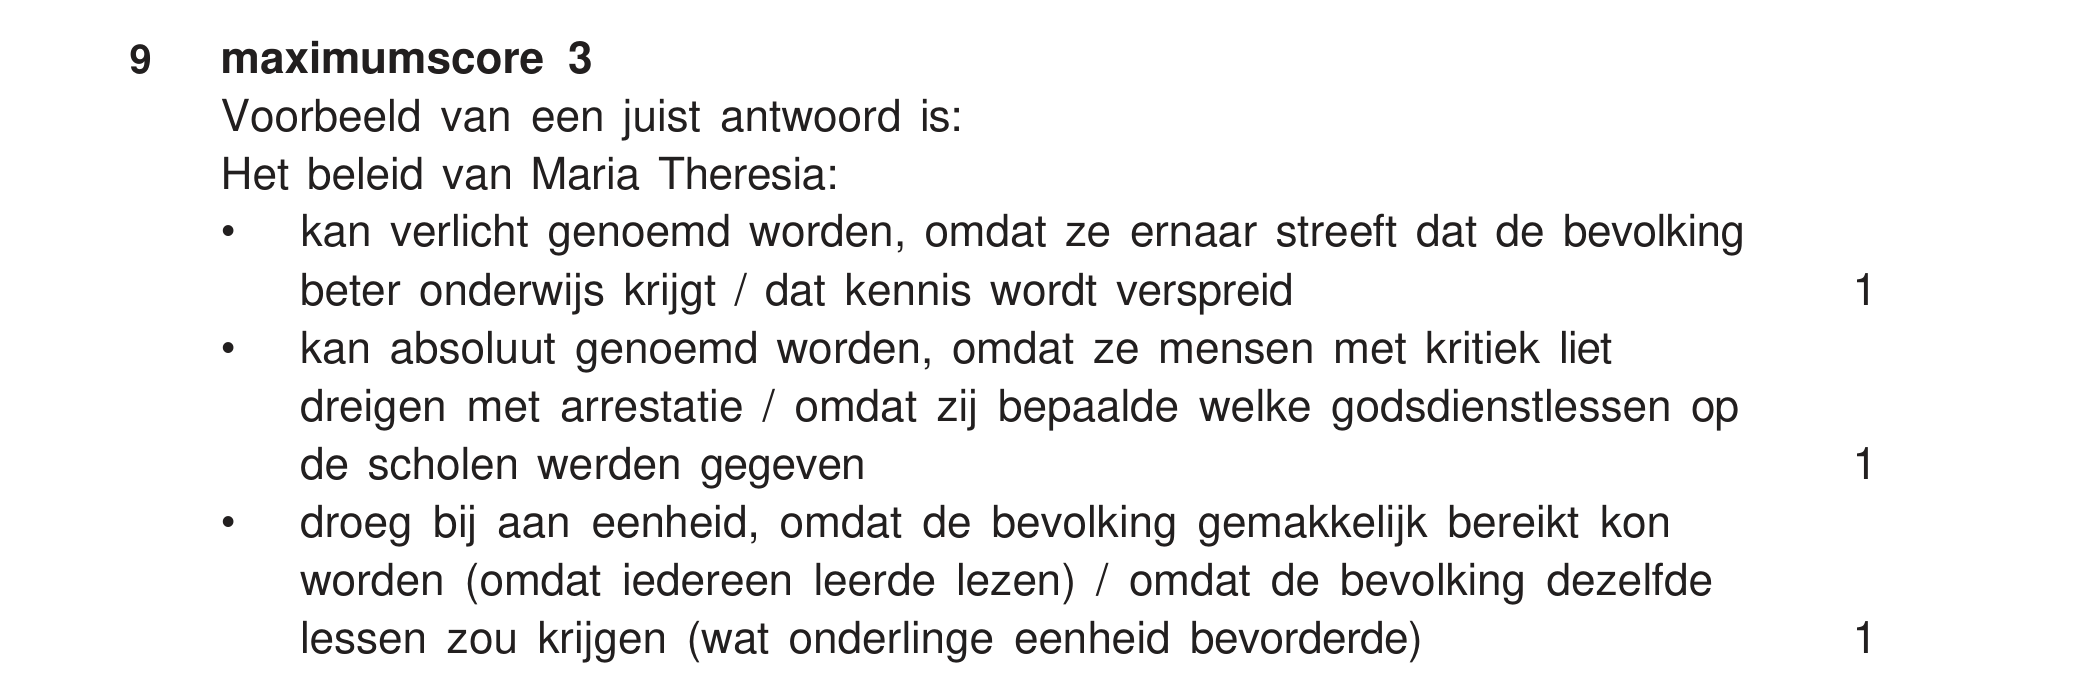 9 maximumscore 3
Voorbeeld van een juist antwoord is:
Het beleid van Maria Theresia:
• kan verlicht genoemd worden, omdat ze ernaar streeft dat de bevolking
beter onderwijs krijgt / dat kennis wordt verspreid 1
• kan absoluut genoemd worden, omdat ze mensen met kritiek liet
dreigen met arrestatie / omdat zij bepaalde welke godsdienstlessen op
de scholen werden gegeven 1
• droeg bij aan eenheid, omdat de bevolking gemakkelijk bereikt kon
worden (omdat iedereen leerde lezen) / omdat de bevolking dezelfde
lessen zou krijgen (wat onderlinge eenheid bevorderde) 1